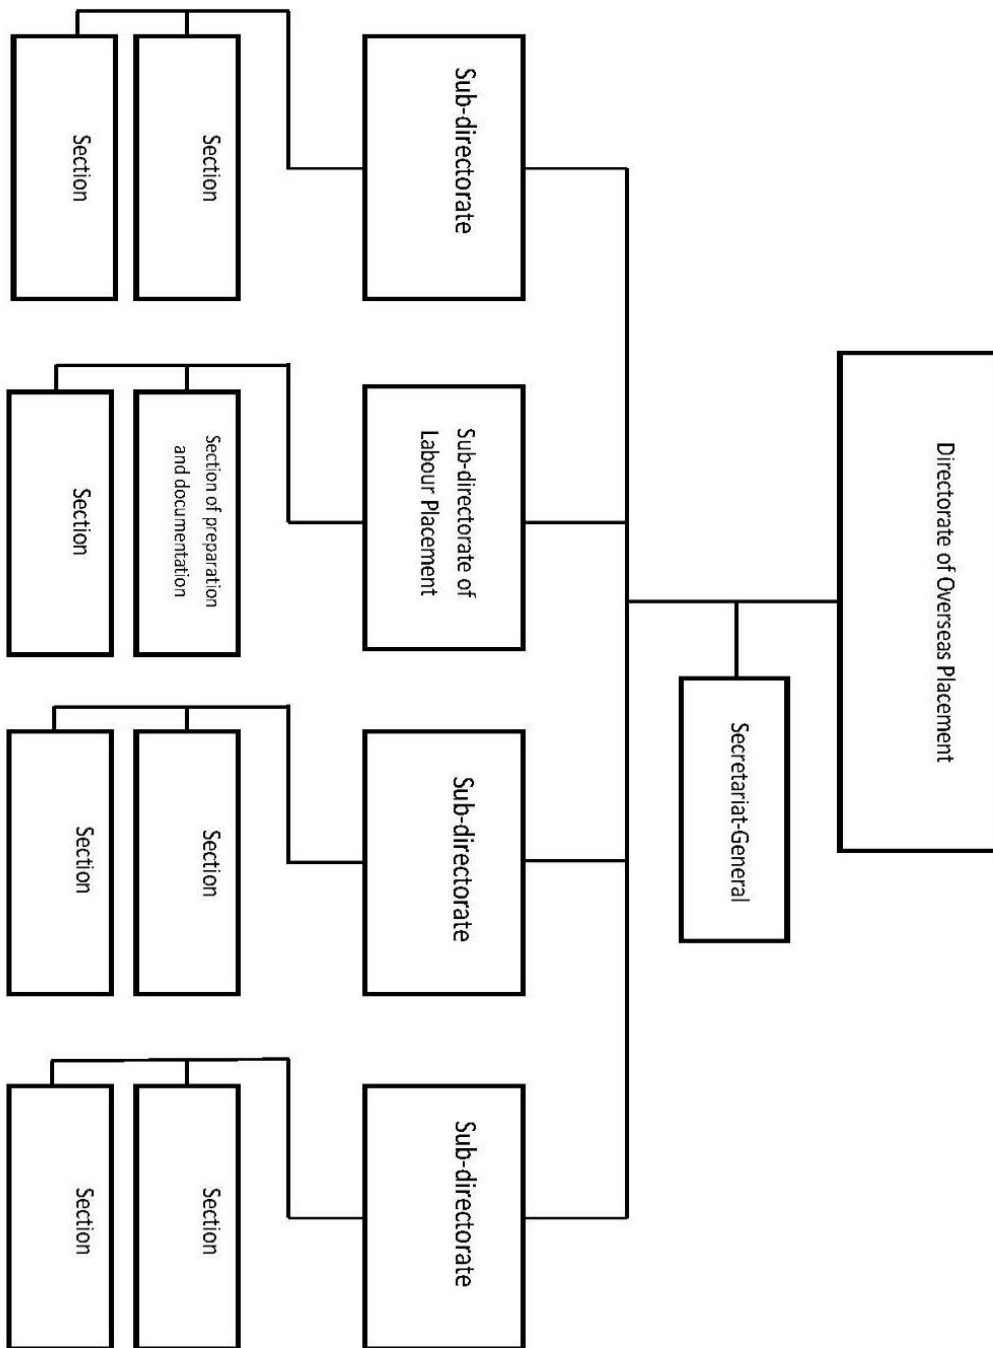 Directorate of Overseas Placement
Secretariat-General
Sub-directorate
Sub-directorate of
Labour Placement
Sub-directorate
Sub-directorate
Section
Section of preparation
and documentation
Section
Section
Section
Section
Section
Section